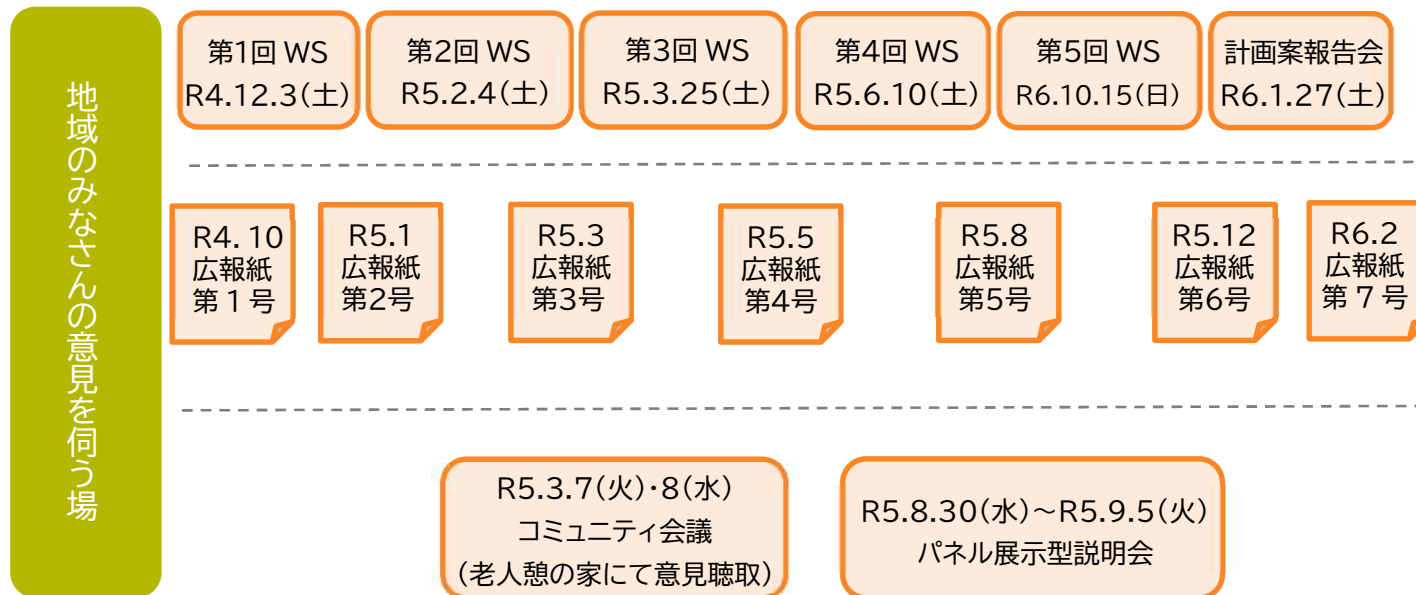 地域のみなさんの意見を伺う場
第1回 WS
R4.12.3(土)
第2回 WS
R5.2.4(土)
第3回 WS
R5.3.25(土)
第4回 WS
R5.6.10(土)
第5回 WS
R6.10.15(日)
計画案報告会
R6.1.27(土)
R4. 10
広報紙
第 1 号
R5.1
広報紙
第2号
R5.3
広報紙
第3号
R5.5
広報紙
第4号
R5.8
広報紙
第5号
R5.12
広報紙
第6号
R6.2
広報紙
第 7 号
R5.3.7(火)・8(水)
コミュニティ会議
(老人憩の家にて意見聴取)
R5.8.30(水)～R5.9.5(火)
パネル展示型説明会